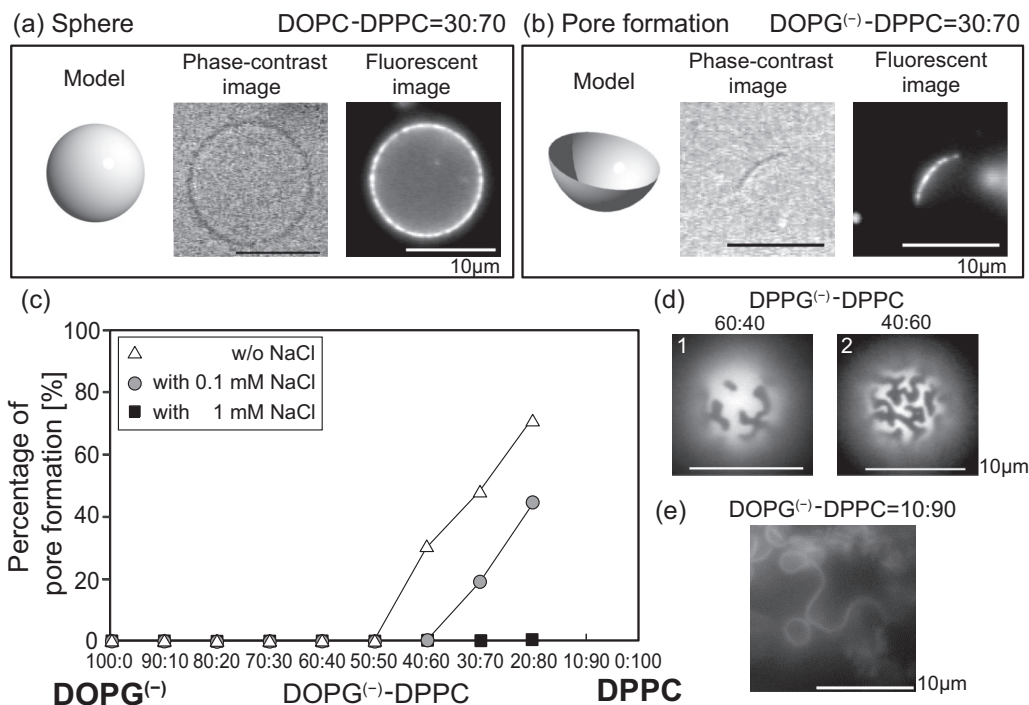 (a) Sphere DOPC-DPPC=30:70
Model
Phase-contrast
image
Fluorescent
image
10μm
(b) Pore formation DOPG⁽⁻⁾-DPPC=30:70
Model
Phase-contrast
image
Fluorescent
image
10μm
(c)
Percentage of
pore formation [%]
100
80
60
40
20
0
w/o NaCl
with 0.1 mM NaCl
with 1 mM NaCl
100:0 90:10 80:20 70:30 60:40 50:50 40:60 30:70 20:80 10:90 0:100
DOPG⁽⁻⁾ DOPG⁽⁻⁾-DPPC DPPC
(d) DPPG⁽⁻⁾-DPPC
60:40 40:60
1 2
10μm
(e) DOPG⁽⁻⁾-DPPC=10:90
10μm